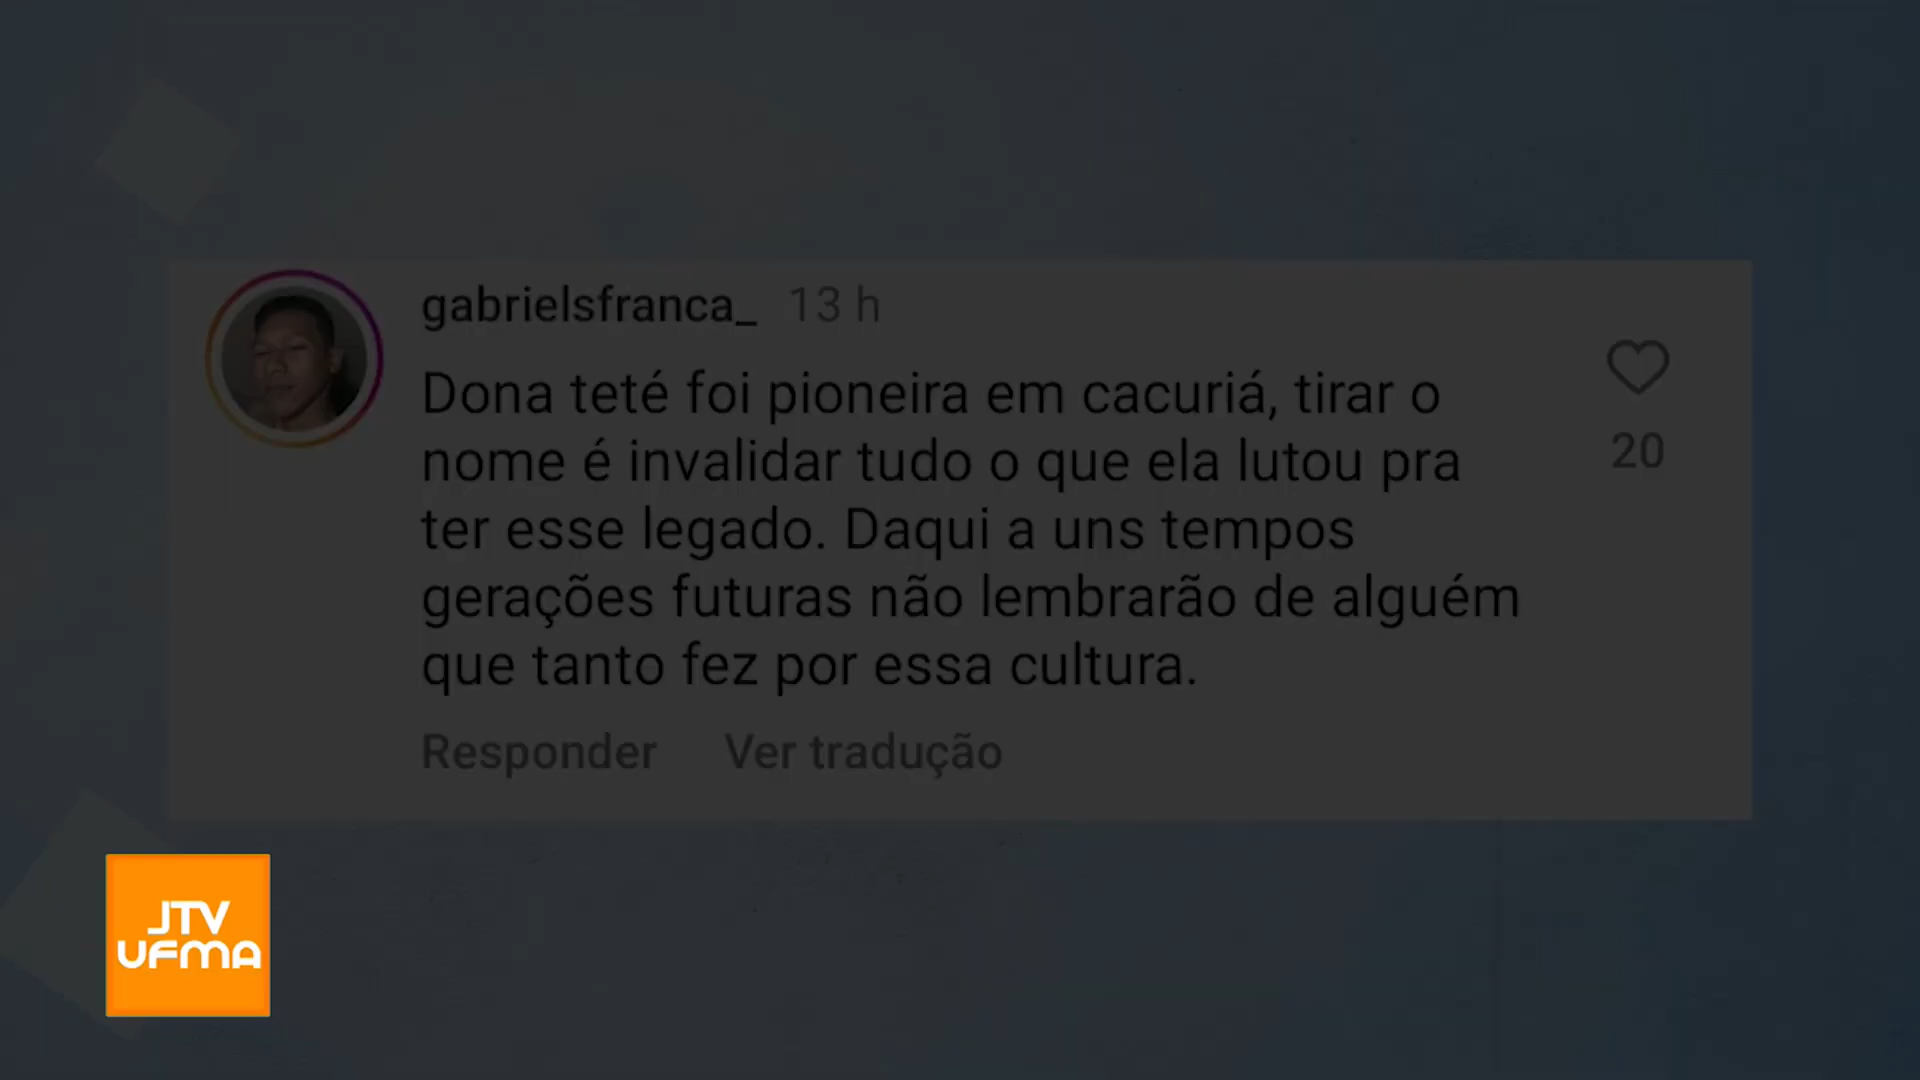 gabrielsfranca_ 13 h
Dona teté foi pioneira em cacuriá, tirar o
nome é invalidar tudo o que ela lutou pra
ter esse legado. Daqui a uns tempos
gerações futuras não lembrarão de alguém
que tanto fez por essa cultura.
20
Responder Ver tradução
JTV
UFMA